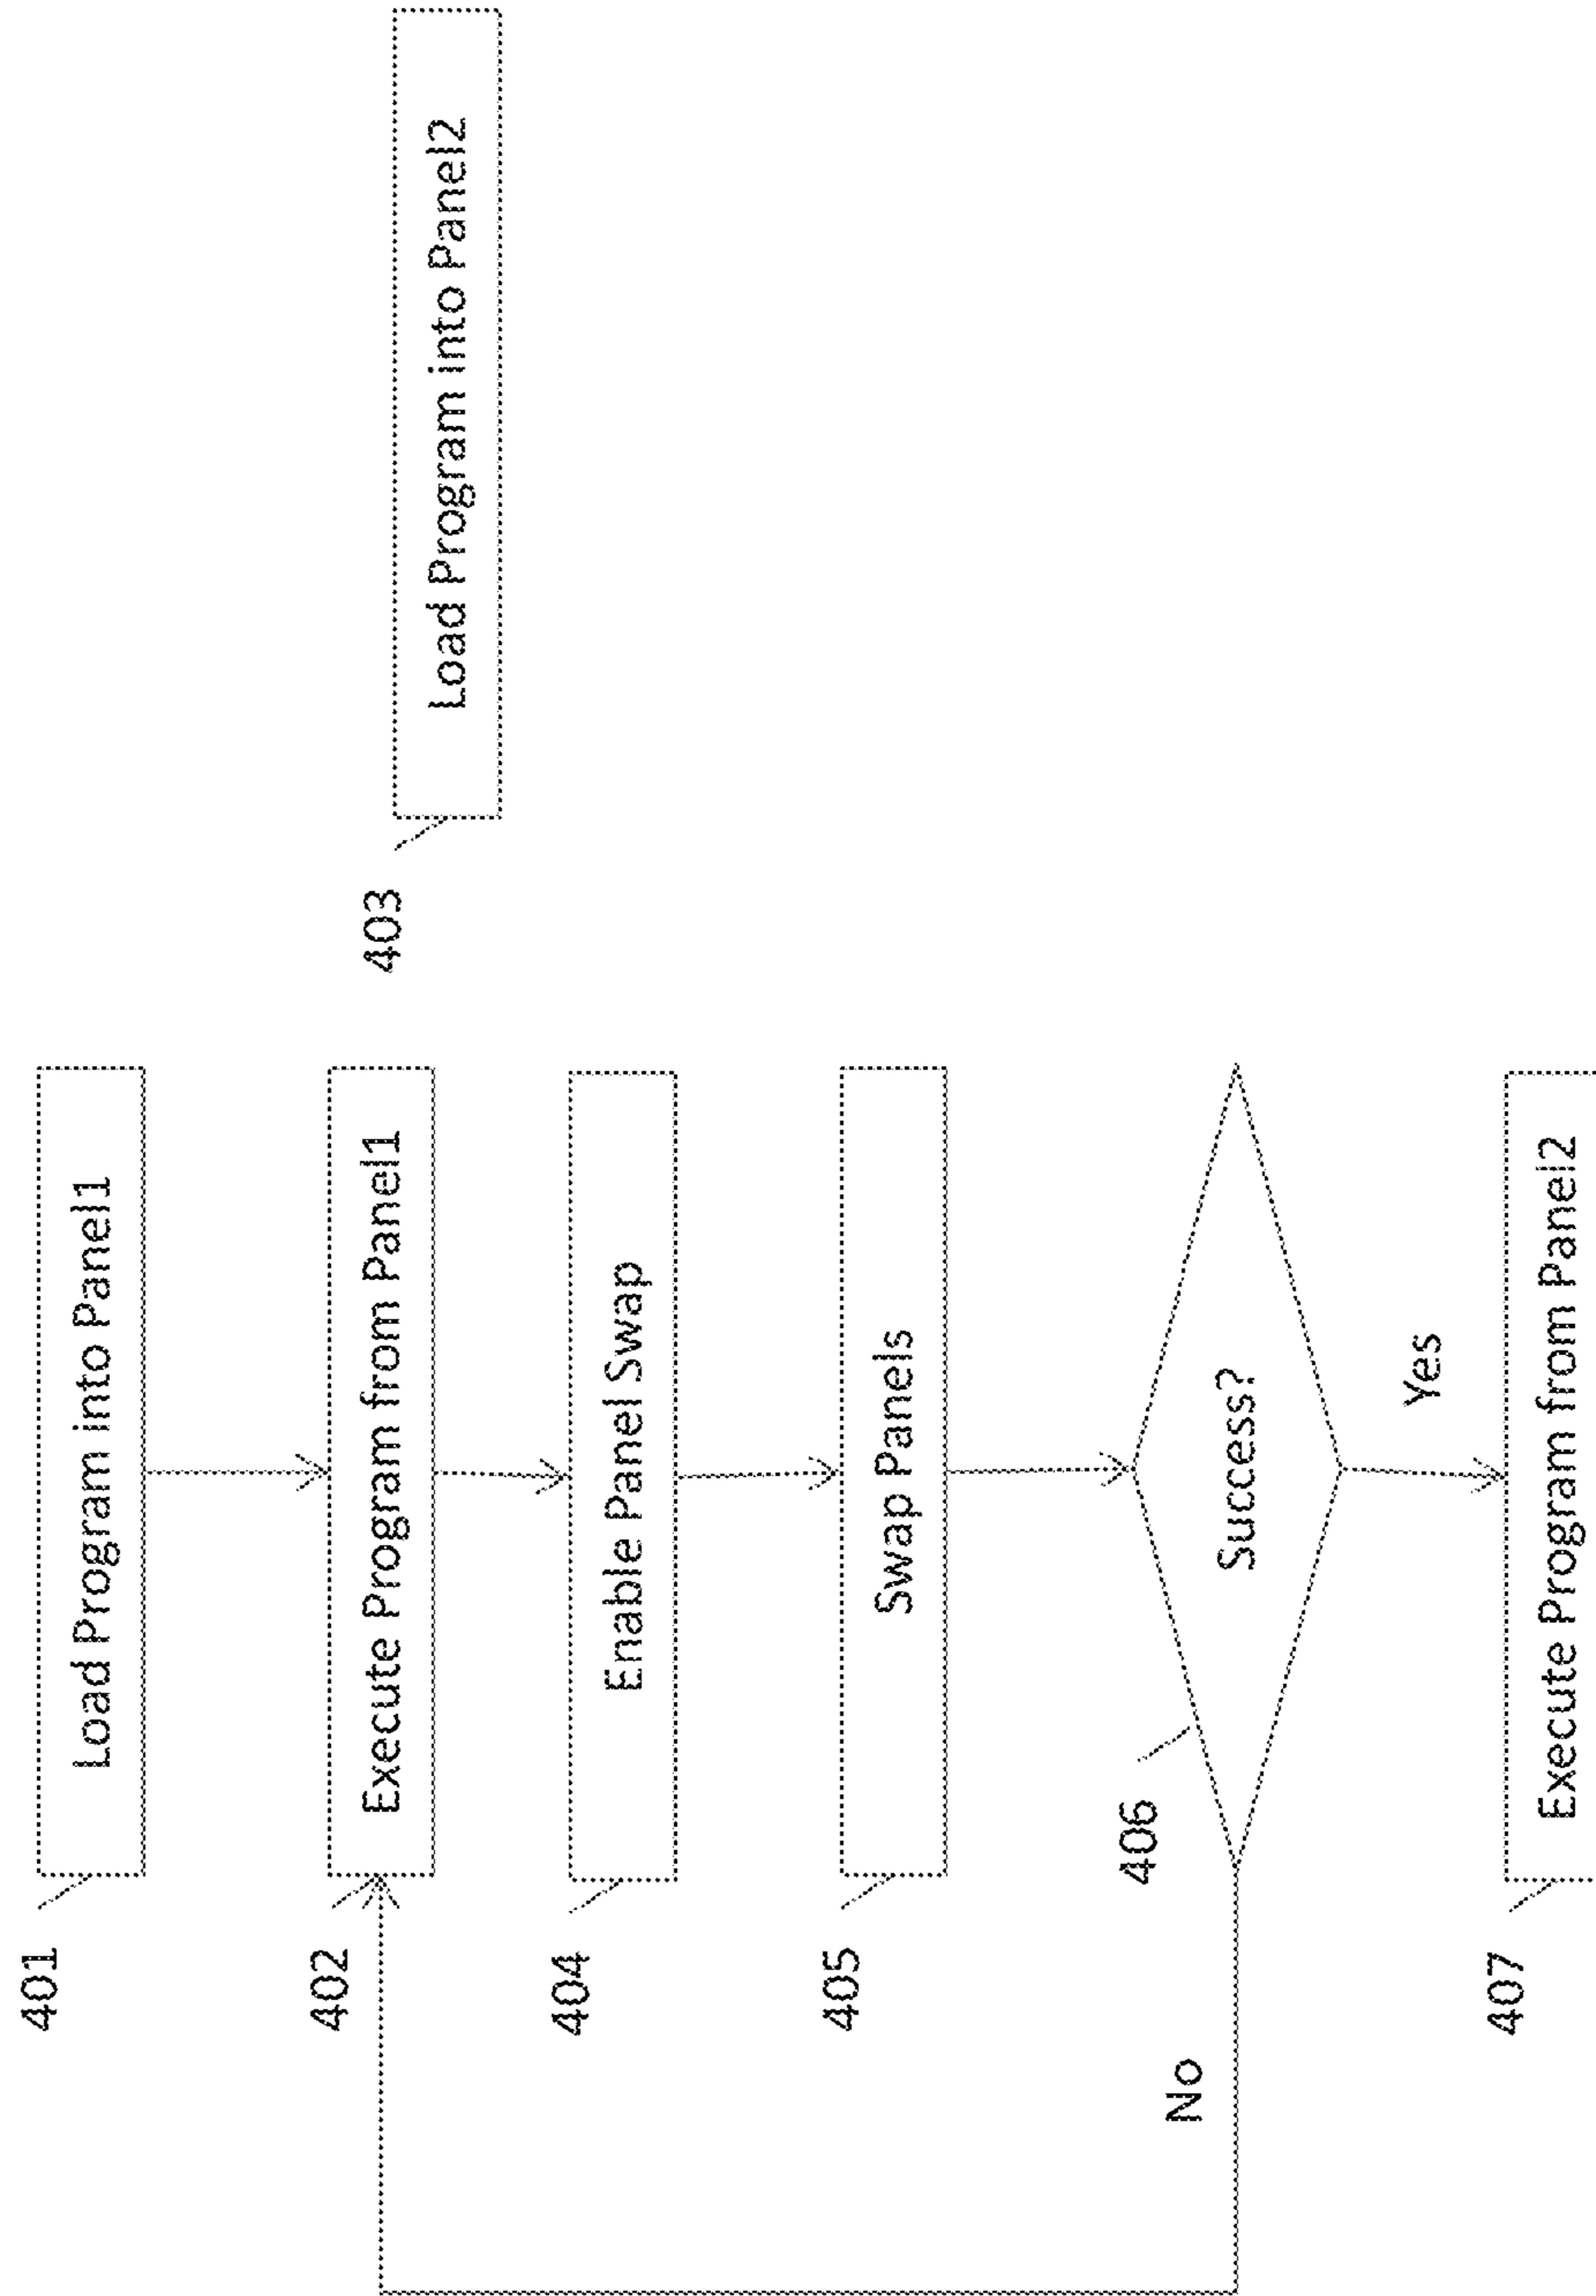 401
Load Program into Panel1
402
Execute Program from Panel1
403
Load Program into Panel2
404
Enable Panel Swap
405
Swap Panels
406
Success?
No
Yes
407
Execute Program from Panel2